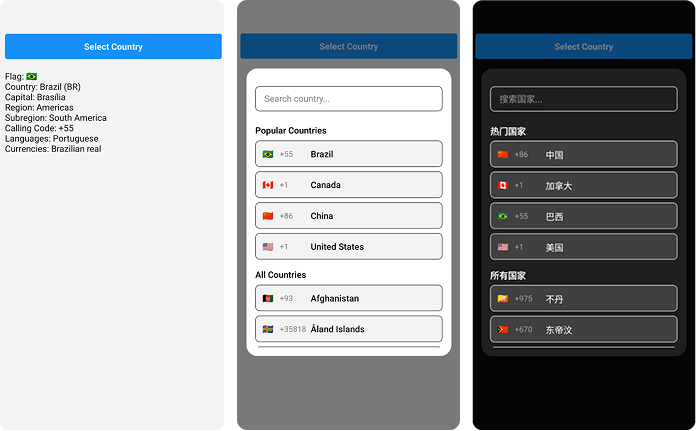 Select Country
Flag: 🇧🇷
Country: Brazil (BR)
Capital: Brasília
Region: Americas
Subregion: South America
Calling Code: +55
Languages: Portuguese
Currencies: Brazilian real
Select Country
Search country...
Popular Countries
+55 Brazil
+1 Canada
+86 China
+1 United States
All Countries
+93 Afghanistan
+35818 Åland Islands
Select Country
搜索国家...
热门国家
+86 中国
+1 加拿大
+55 巴西
+1 美国
所有国家
+975 不丹
+670 东帝汶